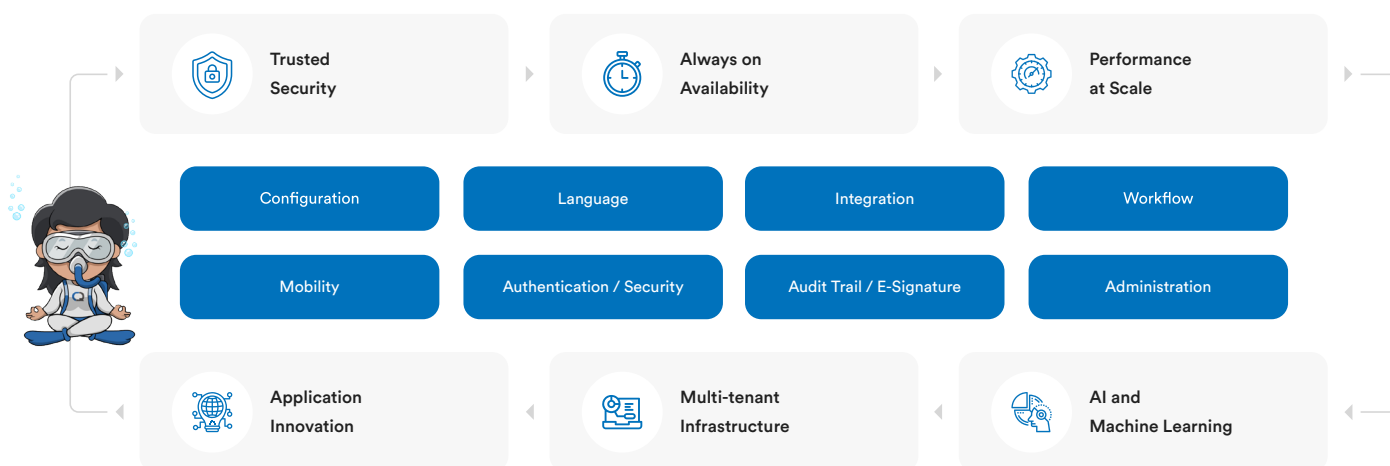 Trusted
Security
Always on
Availability
Performance
at Scale
Configuration
Language
Integration
Workflow
Mobility
Authentication / Security
Audit Trail / E-Signature
Administration
Application
Innovation
Multi-tenant
Infrastructure
AI and
Machine Learning